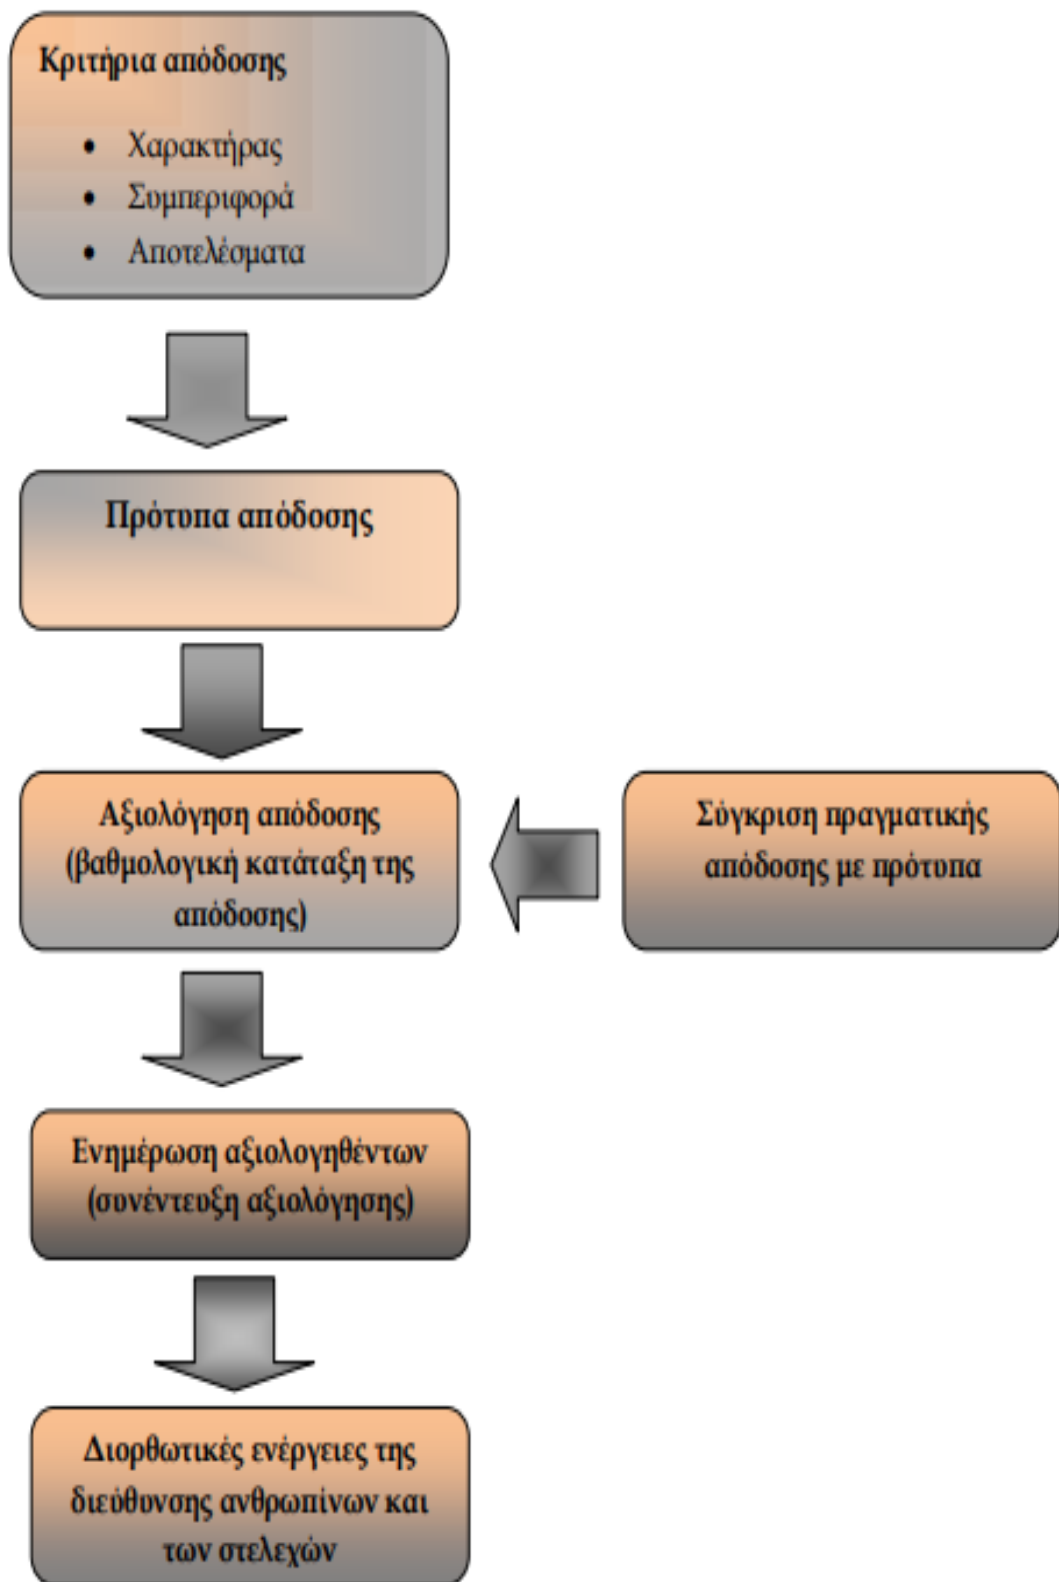 Κριτήρια απόδοσης
• Χαρακτήρας
• Συμπεριφορά
• Αποτελέσματα
Πρότυπα απόδοσης
Αξιολόγηση απόδοσης
(βαθμολογική κατάταξη της
απόδοσης)
Σύγκριση πραγματικής
απόδοσης με πρότυπα
Ενημέρωση αξιολογηθέντων
(συνέντευξη αξιολόγησης)
Διορθωτικές ενέργειες της
διεύθυνσης ανθρωπίνων και
των στελεχών